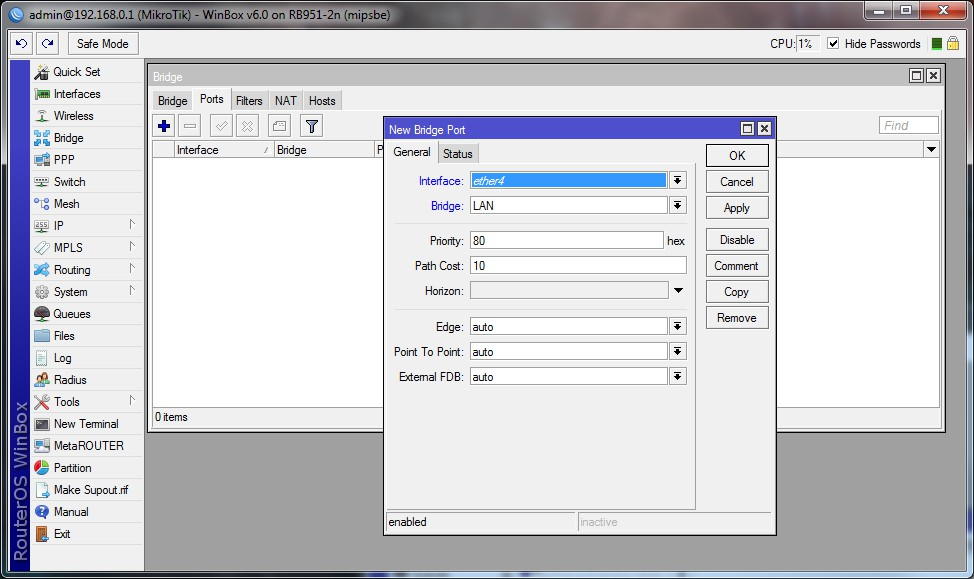 admin@192.168.0.1 (MikroTik) - WinBox v6.0 on RB951-2n (mipsbe)
Safe Mode
CPU: 1%
Hide Passwords
RouterOS WinBox
Quick Set
Interfaces
Wireless
Bridge
PPP
Switch
Mesh
IP
MPLS
Routing
System
Queues
Files
Log
Radius
Tools
New Terminal
MetaROUTER
Partition
Make Supout.rif
Manual
Exit
Bridge
Bridge Ports Filters NAT Hosts
Find
Interface / Bridge P
0 items
New Bridge Port
General Status
Interface: ether4
Bridge: LAN
Priority: 80 hex
Path Cost: 10
Horizon:
Edge: auto
Point To Point: auto
External FDB: auto
OK
Cancel
Apply
Disable
Comment
Copy
Remove
enabled inactive